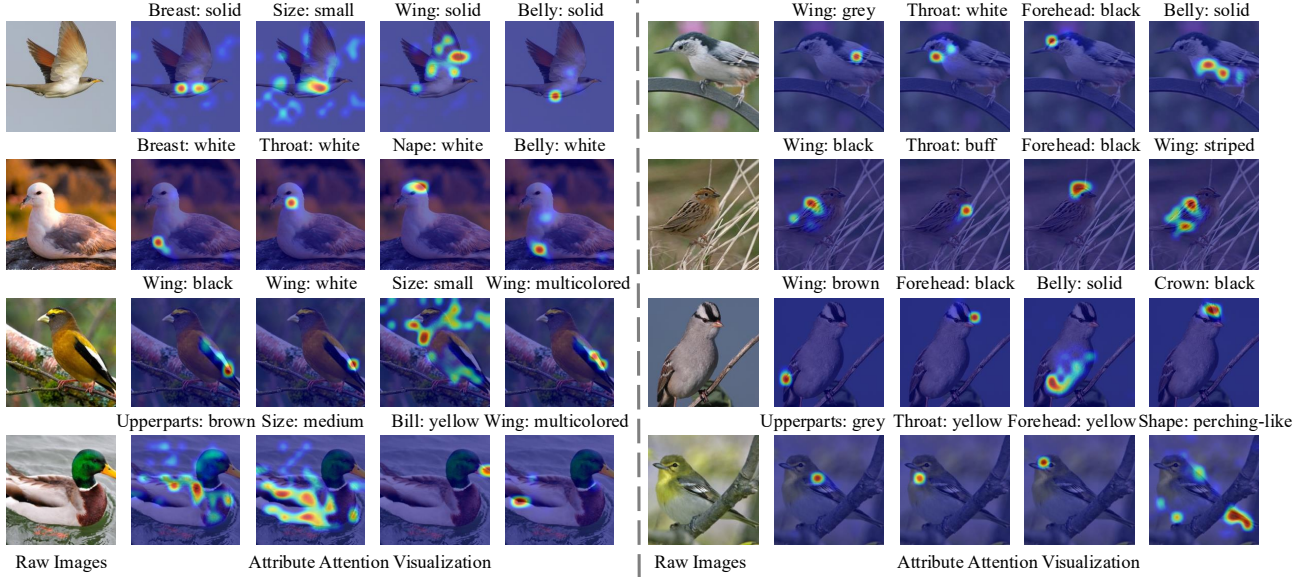 Breast: solid Size: small Wing: solid Belly: solid
Breast: white Throat: white Nape: white Belly: white
Wing: black Wing: white Size: small Wing: multicolored
Upperparts: brown Size: medium Bill: yellow Wing: multicolored
Raw Images Attribute Attention Visualization
Wing: grey Throat: white Forehead: black Belly: solid
Wing: black Throat: buff Forehead: black Wing: striped
Wing: brown Forehead: black Belly: solid Crown: black
Upperparts: grey Throat: yellow Forehead: yellow Shape: perching-like
Raw Images Attribute Attention Visualization